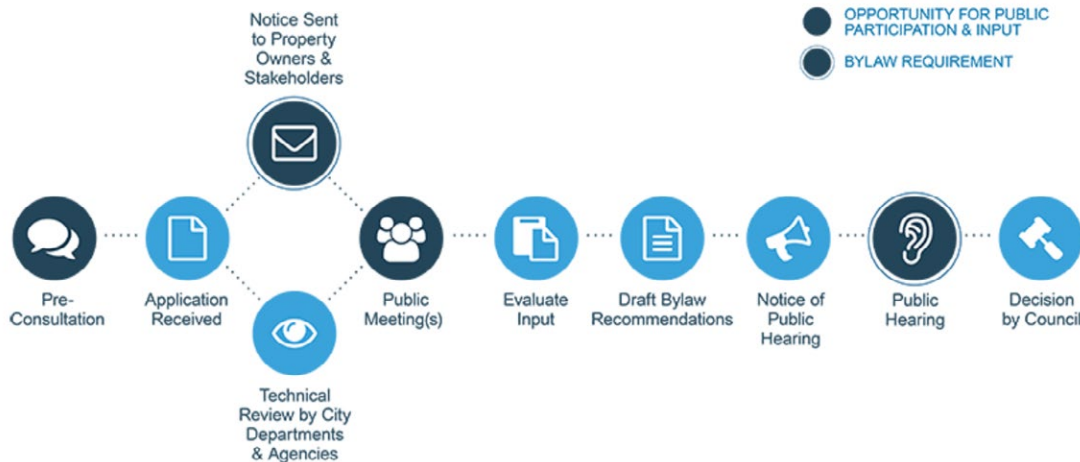 Notice Sent
to Property
Owners &
Stakeholders
OPPORTUNITY FOR PUBLIC
PARTICIPATION & INPUT
BYLAW REQUIREMENT
Pre-
Consultation
Application
Received
Public
Meeting(s)
Evaluate
Input
Draft Bylaw
Recommendations
Notice of
Public
Hearing
Public
Hearing
Decision
by Council
Technical
Review by City
Departments
& Agencies